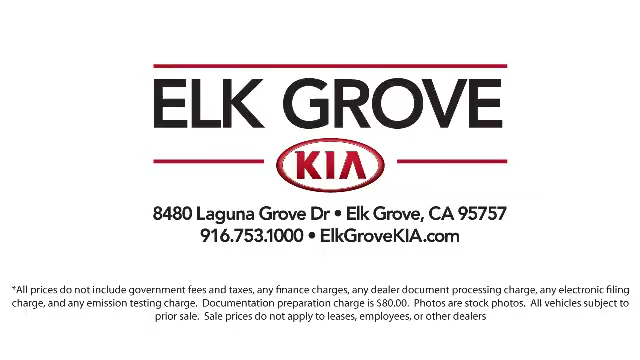 ELK GROVE
KIA
8480 Laguna Grove Dr • Elk Grove, CA 95757
916.753.1000 • ElkGroveKIA.com
*All prices do not include government fees and taxes, any finance charges, any dealer document processing charge, any electronic filing
charge, and any emission testing charge. Documentation preparation charge is $80.00. Photos are stock photos. All vehicles subject to
prior sale. Sale prices do not apply to leases, employees, or other dealers